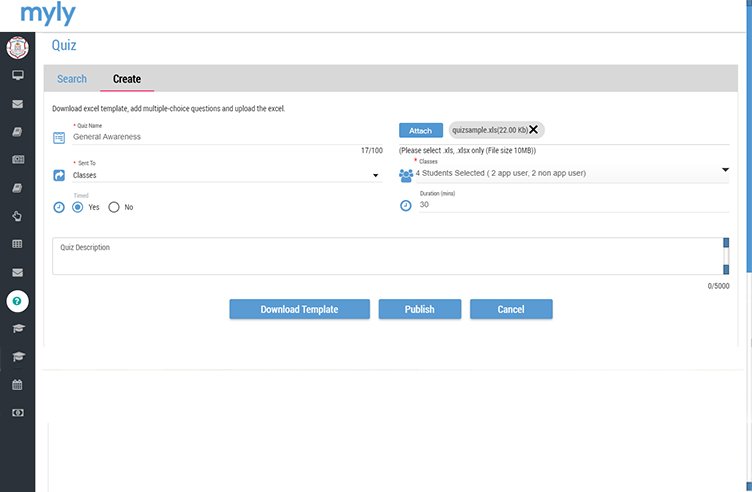 myly
Quiz
Search Create
Download excel template, add multiple-choice questions and upload the excel.
* Quiz Name
General Awareness
17/100
Attach quizsample.xls(22.00 Kb)
(Please select .xls, .xlsx only (File size 10MB))
* Sent To
Classes
* Classes
4 Students Selected ( 2 app user, 2 non app user)
Timed
Yes No
Duration (mins)
30
Quiz Description
0/5000
Download Template Publish Cancel